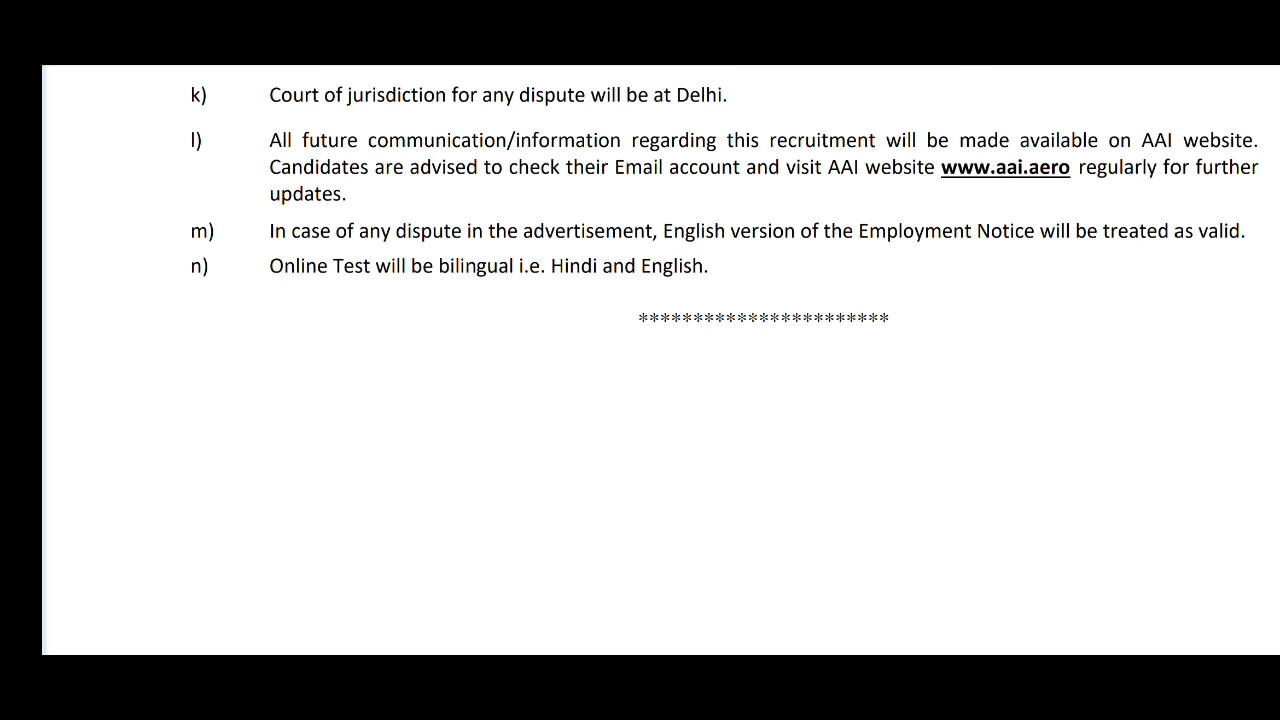 k) Court of jurisdiction for any dispute will be at Delhi.
l) All future communication/information regarding this recruitment will be made available on AAI website.
Candidates are advised to check their Email account and visit AAI website www.aai.aero regularly for further
updates.
m) In case of any dispute in the advertisement, English version of the Employment Notice will be treated as valid.
n) Online Test will be bilingual i.e. Hindi and English.
***********************